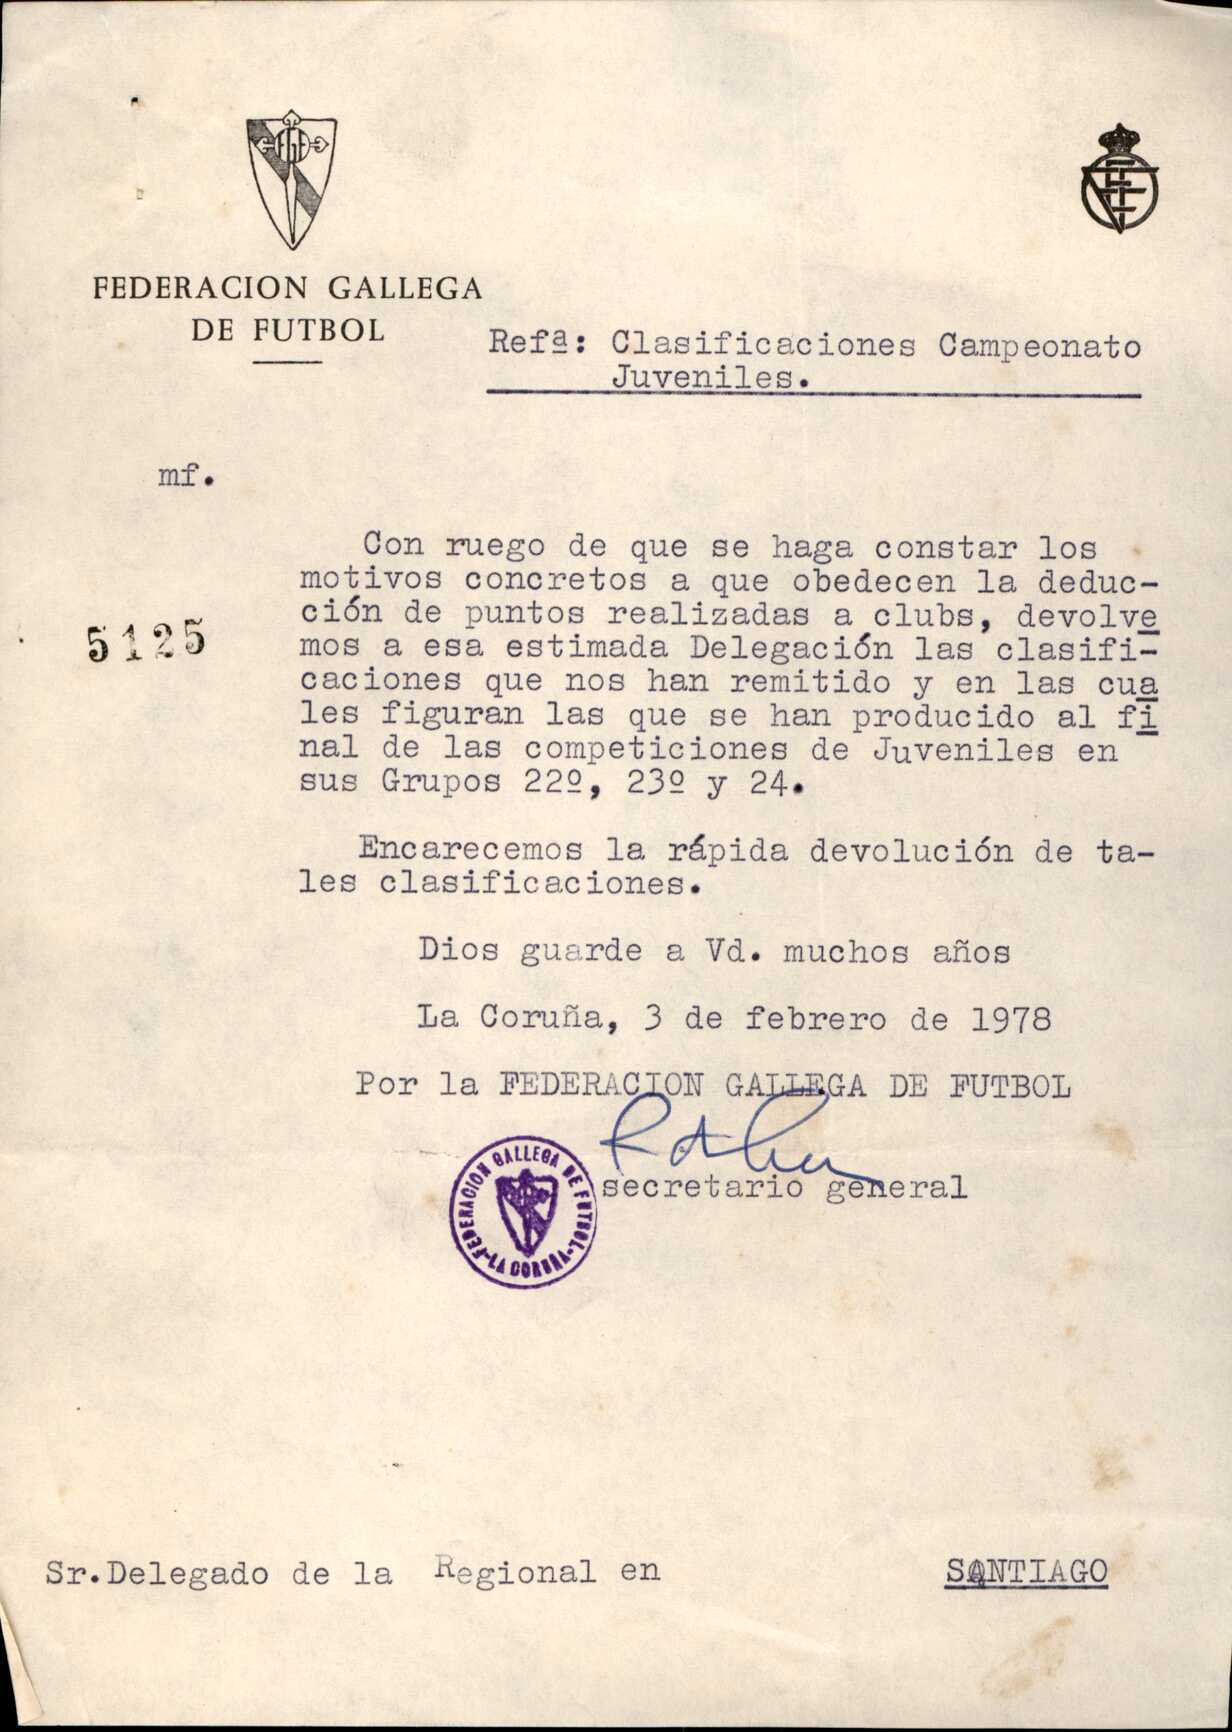 FGF
FEDERACION GALLEGA
DE FUTBOL
Refª: Clasificaciones Campeonato
Juveniles.
mf.
5125
Con ruego de que se haga constar los
motivos concretos a que obedecen la deduc-
ción de puntos realizadas a clubs, devolve
mos a esa estimada Delegación las clasifi-
caciones que nos han remitido y en las cua
les figuran las que se han producido al fi
nal de las competiciones de Juveniles en
sus Grupos 22º, 23º y 24.
Encarecemos la rápida devolución de ta-
les clasificaciones.
Dios guarde a Vd. muchos años
La Coruña, 3 de febrero de 1978
Por la FEDERACION GALLEGA DE FUTBOL
secretario general
FEDERACION GALLEGA DE FUTBOL
-LA CORUÑA-
Sr.Delegado de la Regional en SANTIAGO